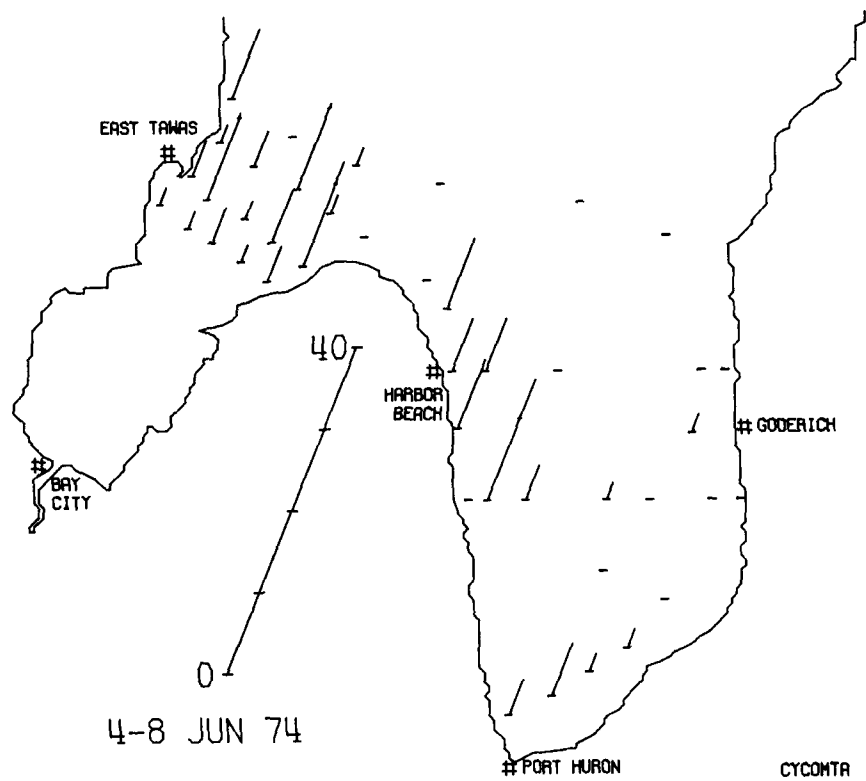 EAST TAWAS
40
HARBOR
BEACH
GODERICH
BAY
CITY
0
4-8 JUN 74
PORT HURON
CYCOMTA